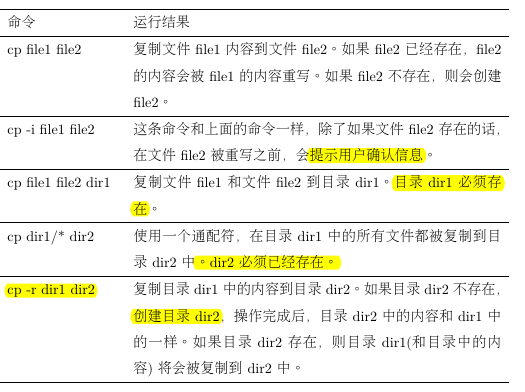 命令 运行结果
cp file1 file2 复制文件 file1 内容到文件 file2。如果 file2 已经存在，file2
的内容会被 file1 的内容重写。如果 file2 不存在，则会创建
file2。
cp -i file1 file2 这条命令和上面的命令一样，除了如果文件 file2 存在的话，
在文件 file2 被重写之前，会提示用户确认信息。
cp file1 file2 dir1 复制文件 file1 和文件 file2 到目录 dir1。目录 dir1 必须存
在。
cp dir1/* dir2 使用一个通配符，在目录 dir1 中的所有文件都被复制到目
录 dir2 中。dir2 必须已经存在。
cp -r dir1 dir2 复制目录 dir1 中的内容到目录 dir2。如果目录 dir2 不存在，
创建目录 dir2，操作完成后，目录 dir2 中的内容和 dir1 中
的一样。如果目录 dir2 存在，则目录 dir1(和目录中的内
容) 将会被复制到 dir2 中。